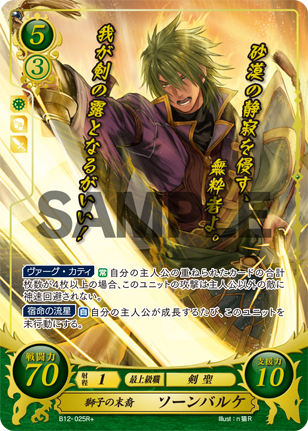 5
3
砂漠の静寂を侵す、
無粋者よ。
我が剣の露となるがいい！
SAMPLE
ヴァーグ・カティ 常 自分の主人公の重ねられたカードの合計
枚数が4枚以上の場合、このユニットの攻撃は主人公以外の敵に
神速回避されない。
宿命の流星 自 自分の主人公が成長するたび、このユニットを
未行動にする。
戦闘力
70
射程 1 最上級職 剣聖
支援力
10
獅子の末裔 ソーンバルケ
B12-025R+
Illust：n猫R